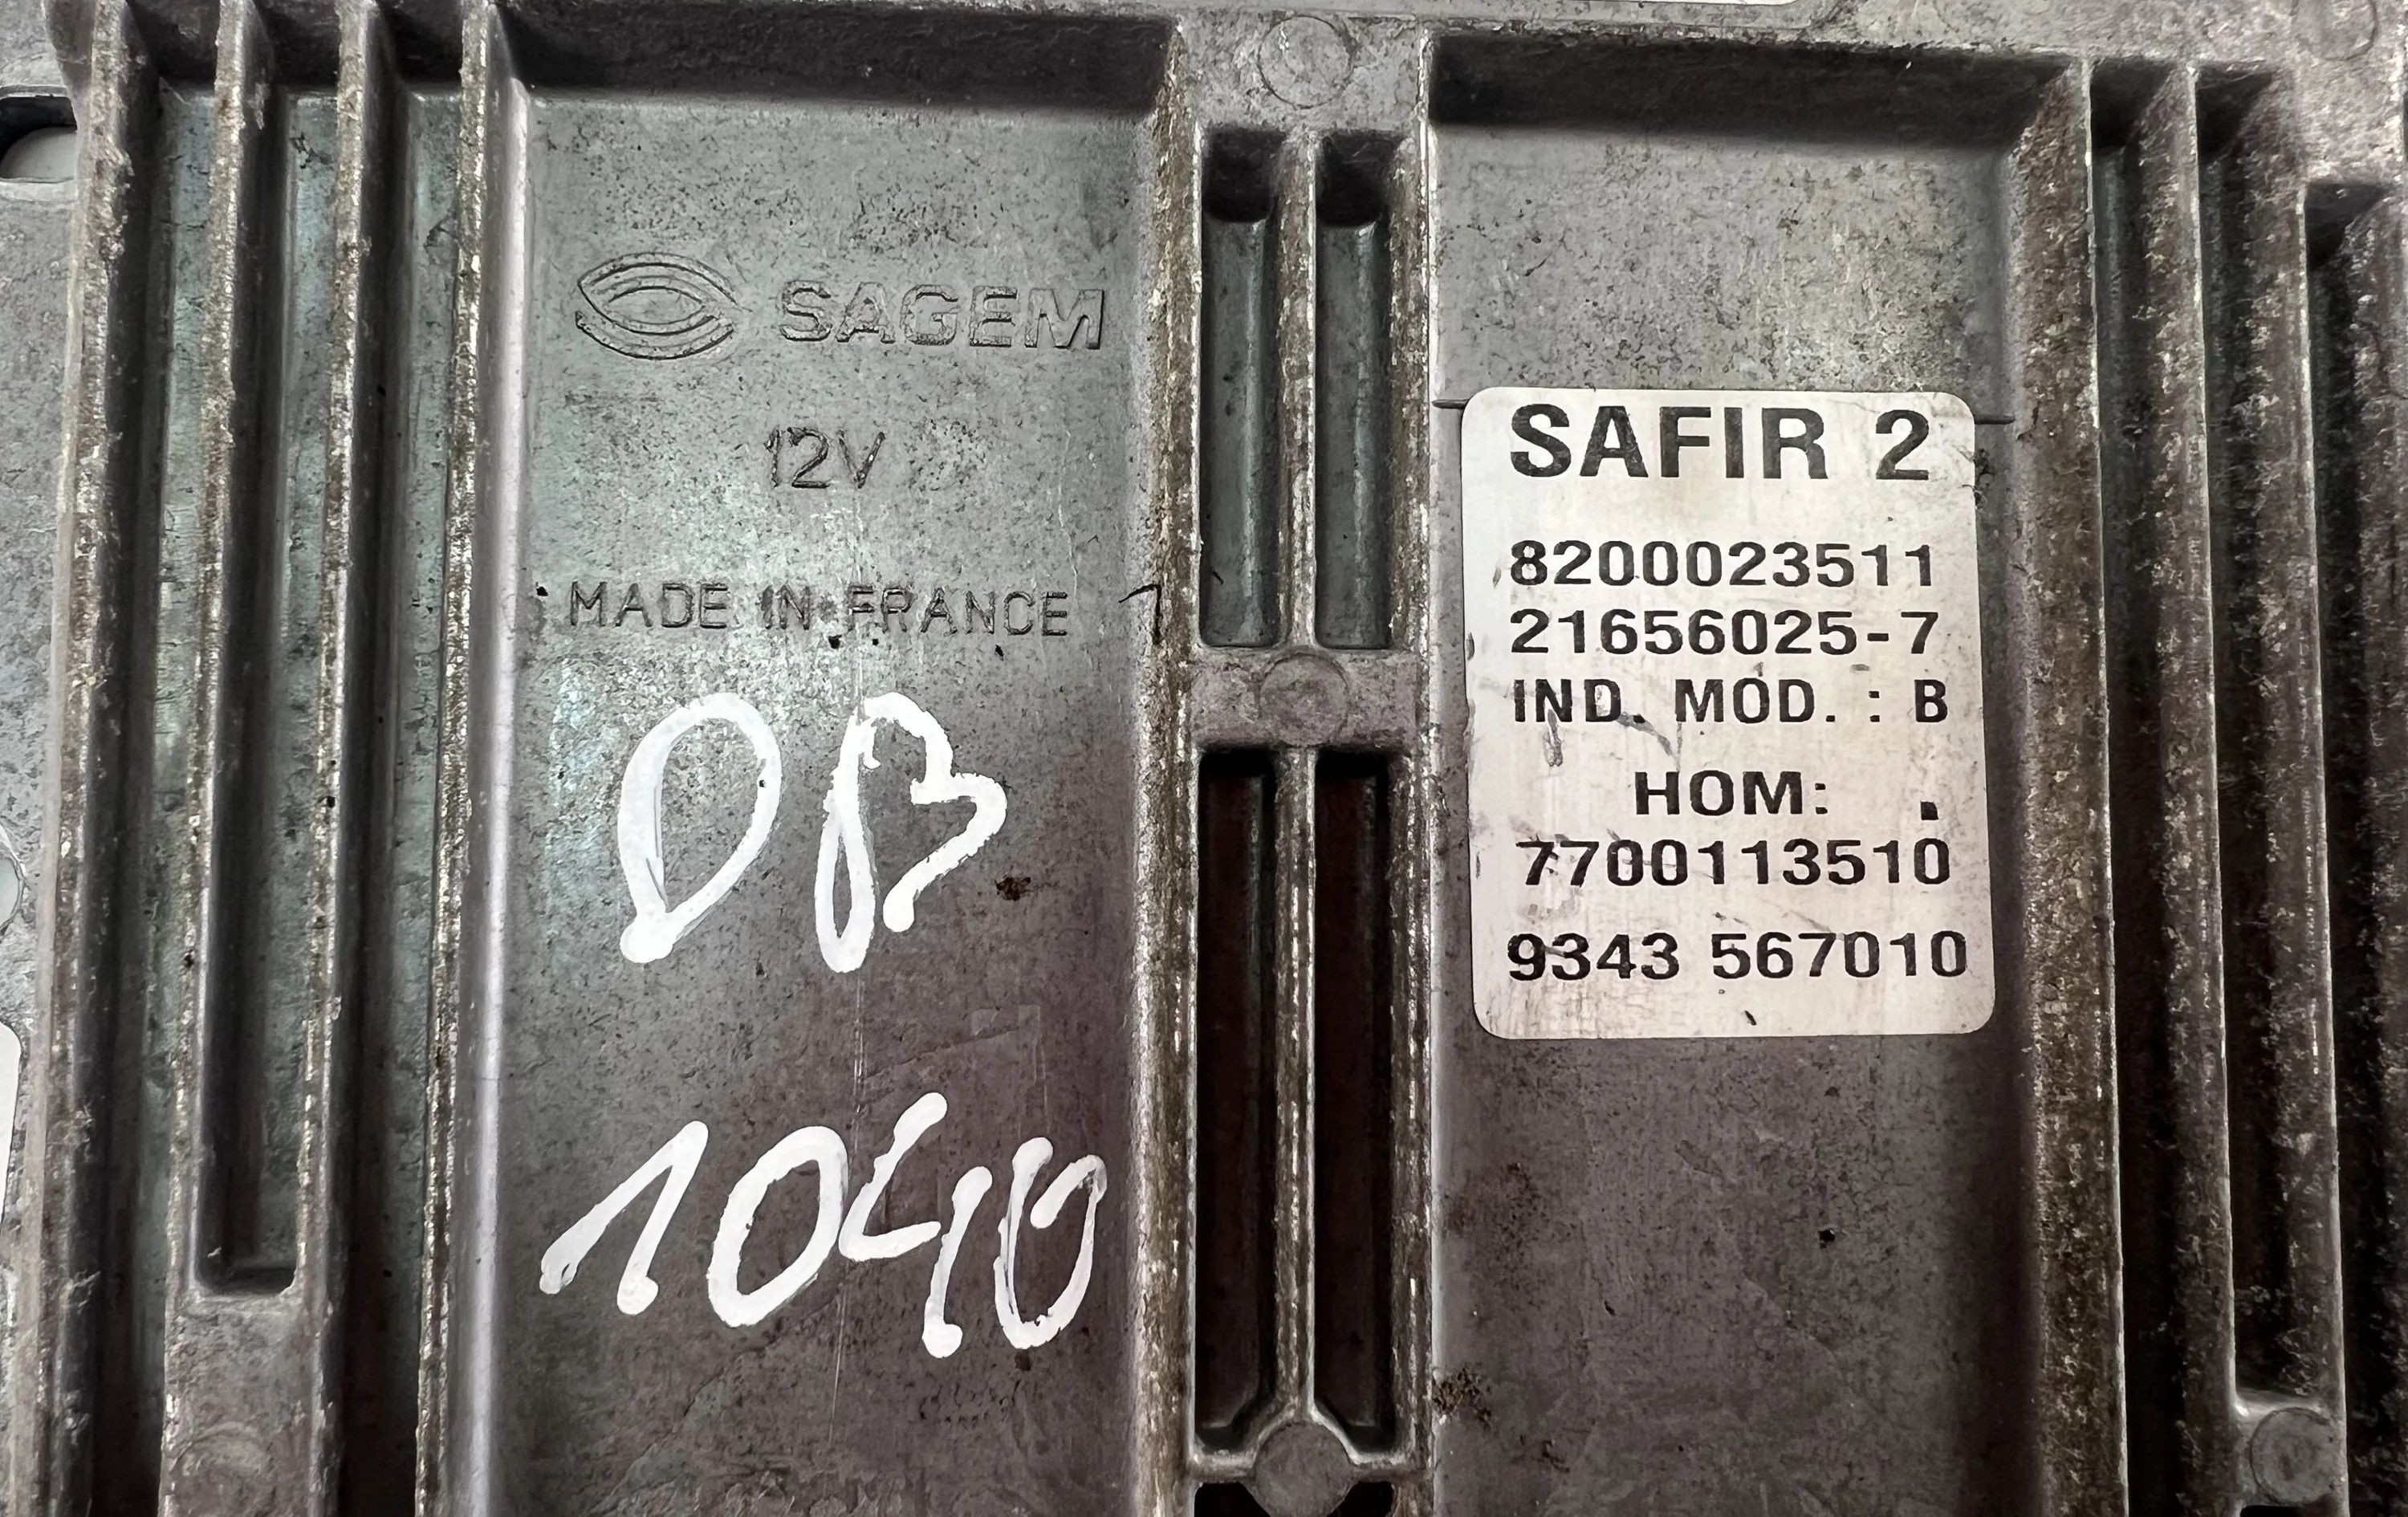 SAGEM
12V
MADE IN FRANCE
DB
1040
SAFIR 2
8200023511
21656025-7
IND. MOD. : B
HOM: .
7700113510
9343 567010